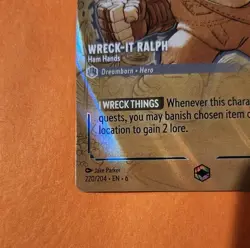 WRECK-IT RALPH
Ham Hands
Dreamborn • Hero
I WRECK THINGS Whenever this chara
quests, you may banish chosen item o
location to gain 2 lore.
Jake Parker
220/204 • EN • 6